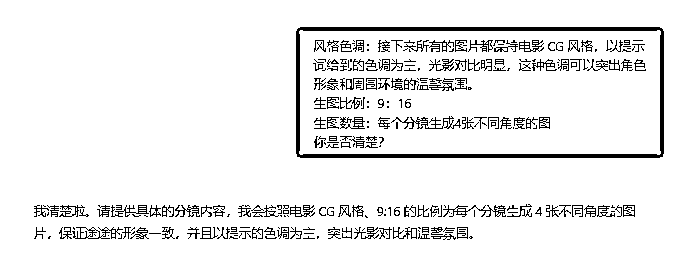 风格色调：接下来所有的图片都保持电影 CG 风格，以提示
词给到的色调为主，光影对比明显，这种色调可以突出角色
形象和周围环境的温馨氛围。
生图比例：9：16
生图数量：每个分镜生成4张不同角度的图
你是否清楚？
我清楚啦。请提供具体的分镜内容，我会按照电影 CG 风格、9:16 的比例为每个分镜生成 4 张不同角度的图
片，保证途途的形象一致，并且以提示的色调为主，突出光影对比和温馨氛围。